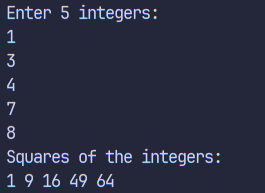 Enter 5 integers:
1
3
4
7
8
Squares of the integers:
1 9 16 49 64